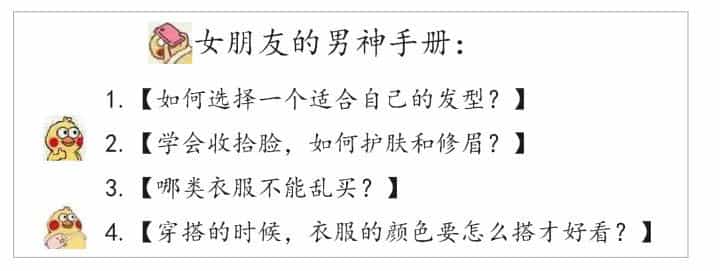 女朋友的男神手册：
1.【如何选择一个适合自己的发型？】
2.【学会收拾脸，如何护肤和修眉？】
3.【哪类衣服不能乱买？】
4.【穿搭的时候，衣服的颜色要怎么搭才好看？】